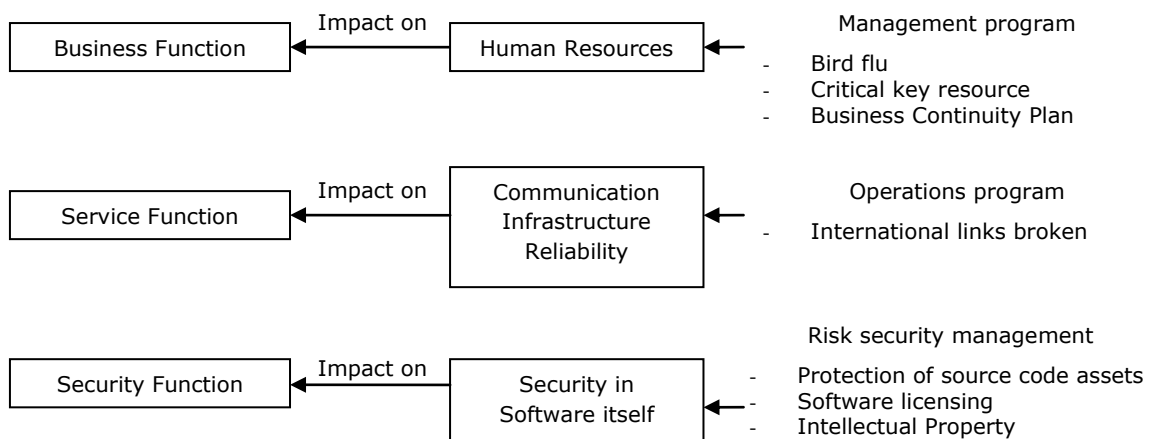 Impact on
Management program
Business Function
Human Resources
- Bird flu
- Critical key resource
- Business Continuity Plan
Impact on
Communication
Infrastructure
Reliability
Operations program
Service Function
- International links broken
Risk security management
Impact on
Security Function
Security in
Software itself
- Protection of source code assets
- Software licensing
- Intellectual Property